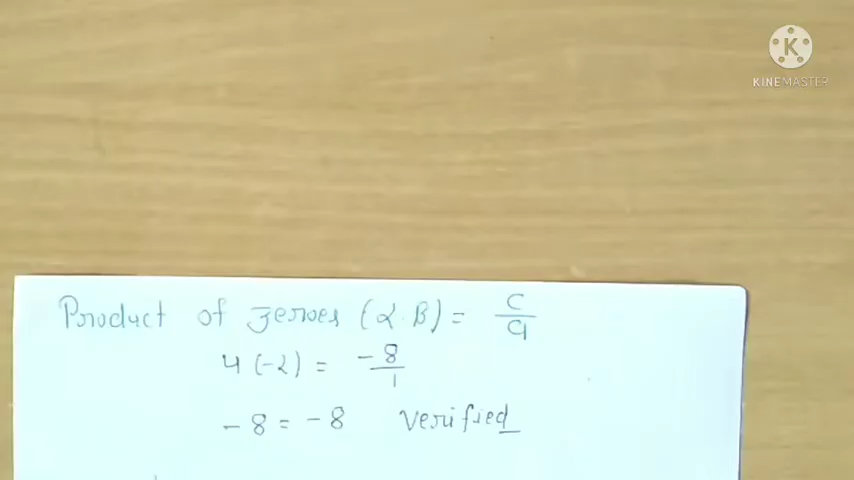 K
KINEMASTER
Product of zeroes (α.β) = c/a
4(-2) = -8/1
-8 = -8 Verified